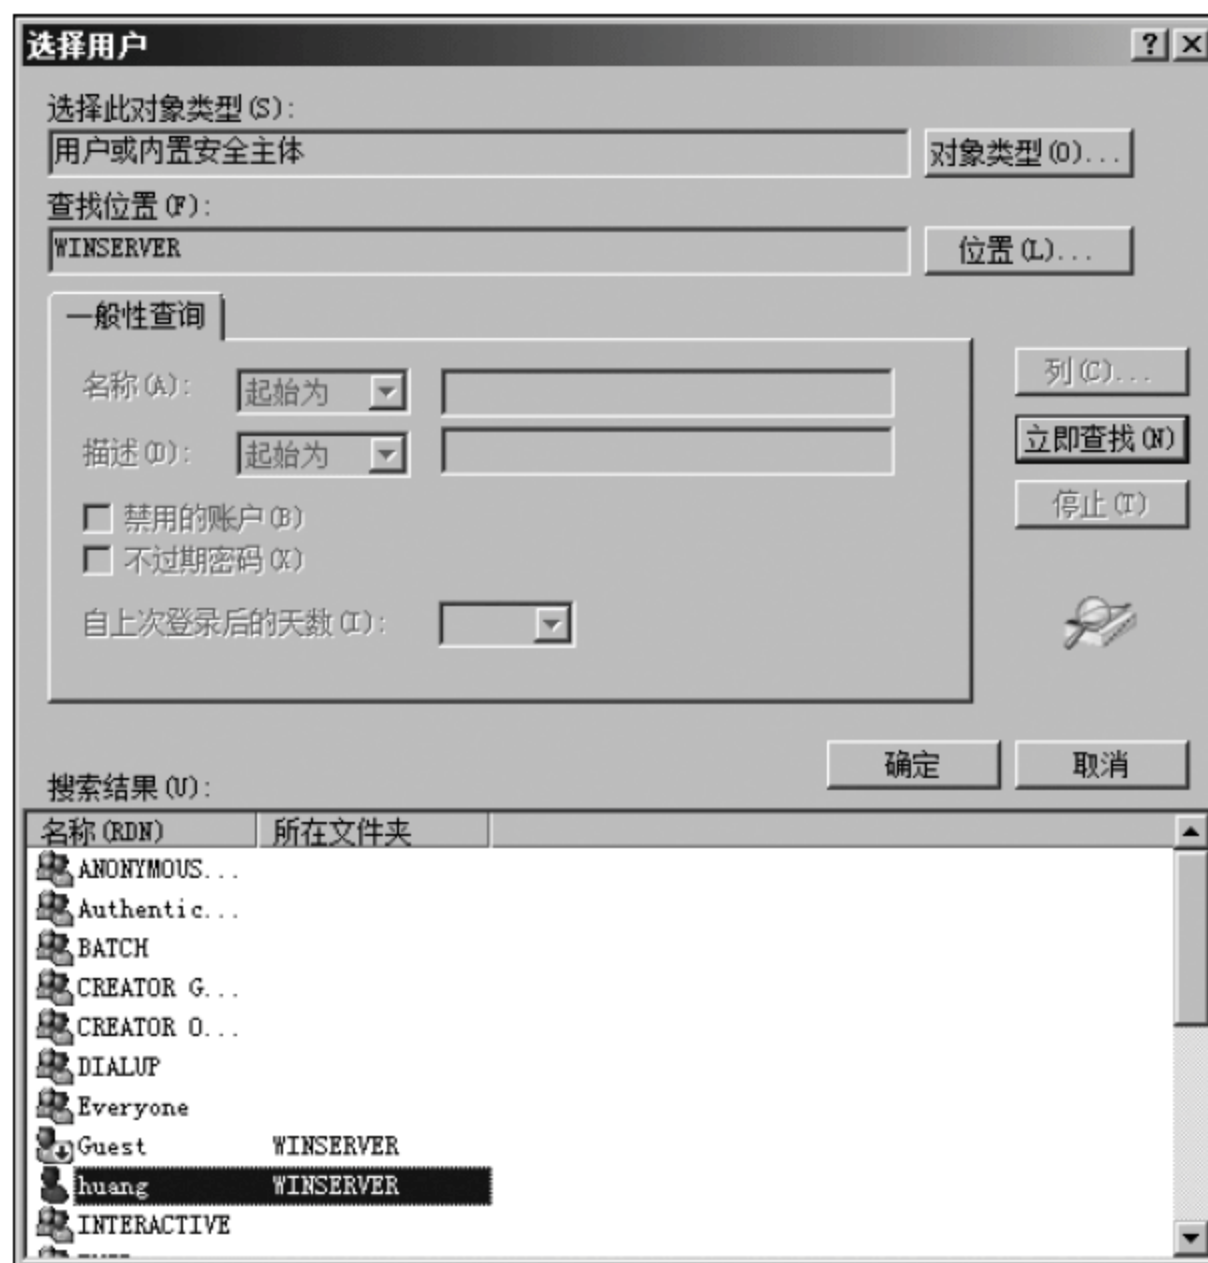 选择用户
选择此对象类型(S):
用户或内置安全主体 对象类型(O)...
查找位置(F):
WINSERVER 位置(L)...
一般性查询
名称(A): 起始为 列(C)...
描述(D): 起始为 立即查找(N)
禁用的账户(B) 停止(T)
不过期密码(X)
自上次登录后的天数(I):
确定 取消
搜索结果(U):
名称(RDN) 所在文件夹
ANONYMOUS...
Authentic...
BATCH
CREATOR G...
CREATOR O...
DIALUP
Everyone
Guest WINSERVER
huang WINSERVER
INTERACTIVE